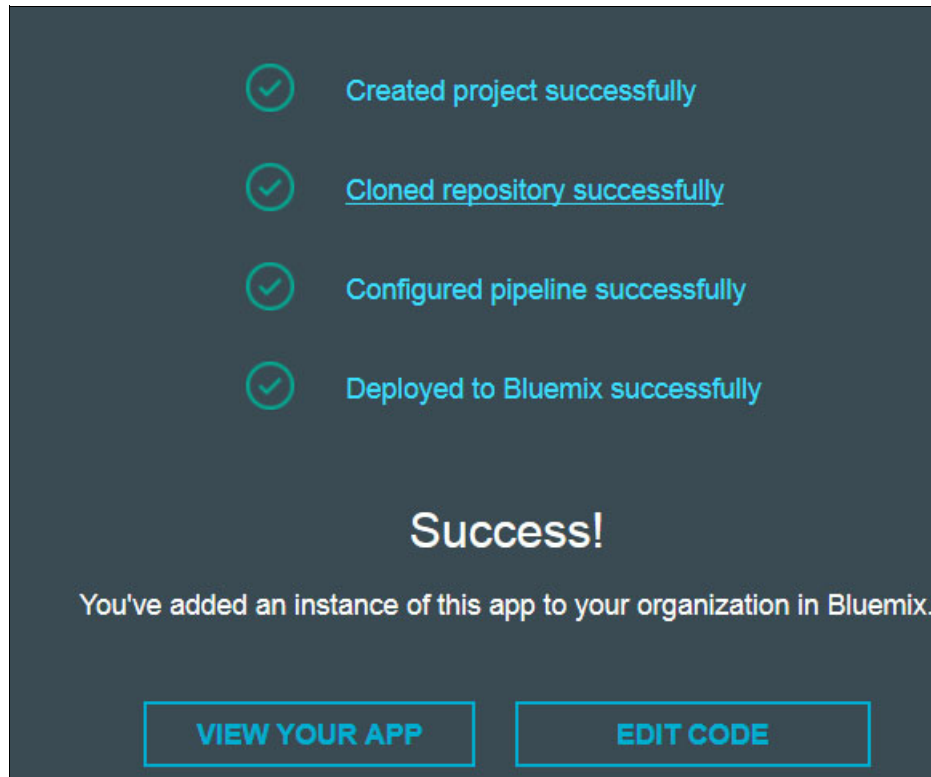 Created project successfully
Cloned repository successfully
Configured pipeline successfully
Deployed to Bluemix successfully
Success!
You've added an instance of this app to your organization in Bluemix.
VIEW YOUR APP
EDIT CODE